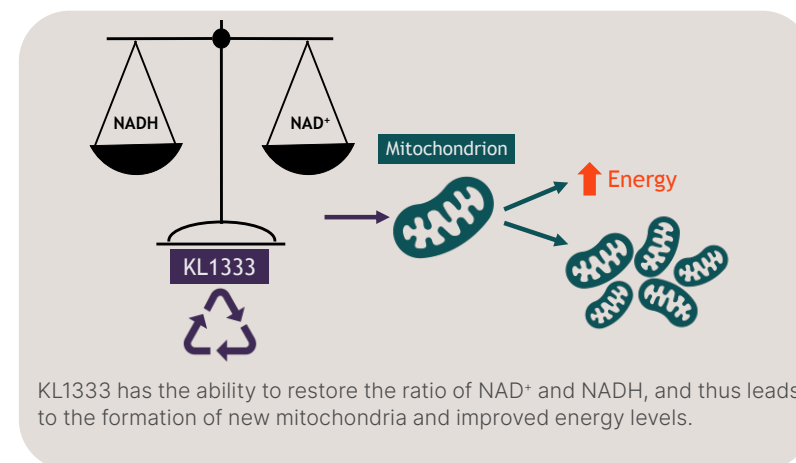 NADH
NAD⁺
Mitochondrion
Energy
KL1333
KL1333 has the ability to restore the ratio of NAD⁺ and NADH, and thus leads
to the formation of new mitochondria and improved energy levels.